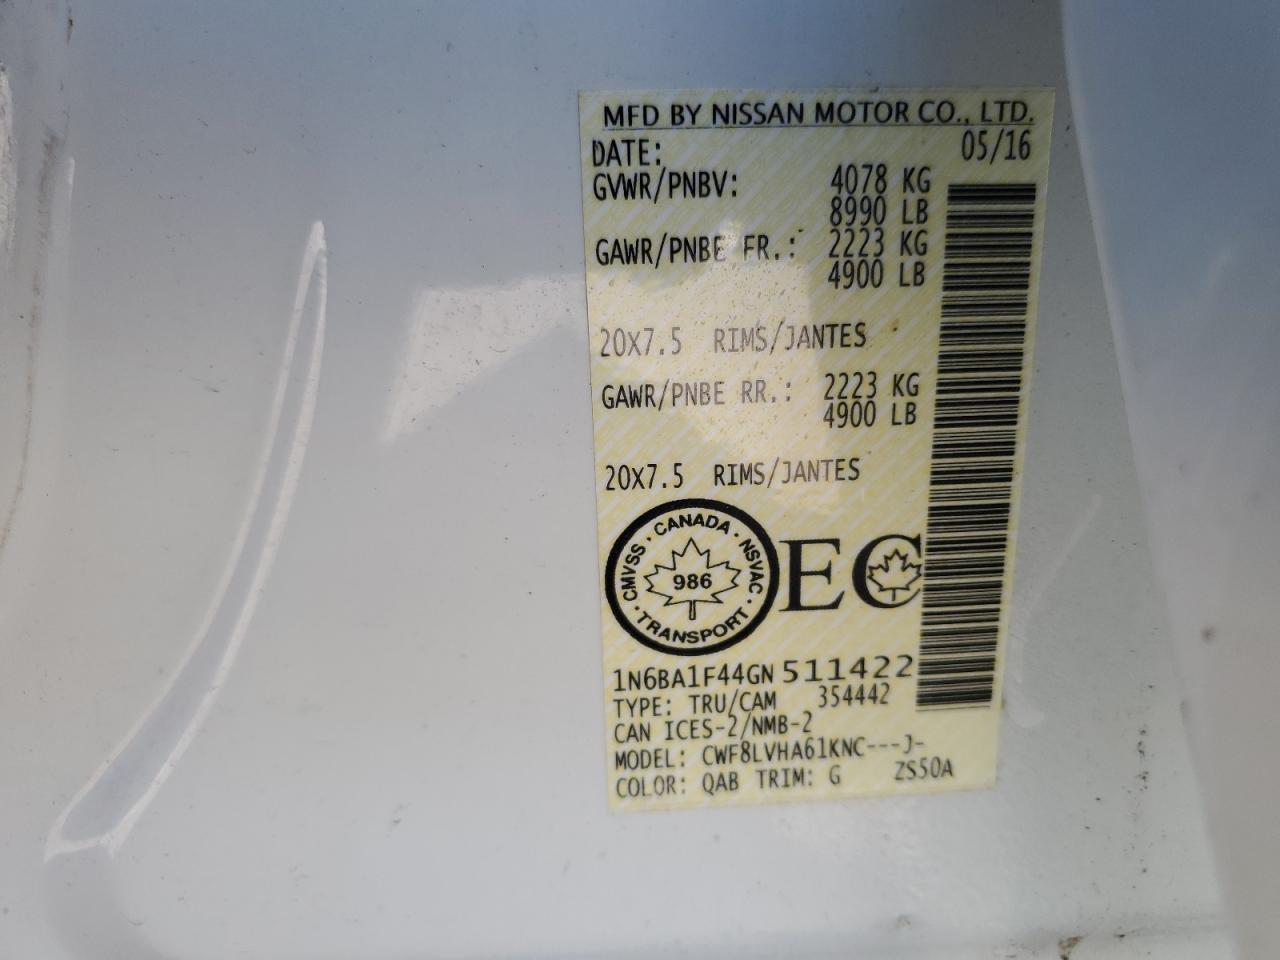 MFD BY NISSAN MOTOR CO., LTD.
DATE: 05/16
GVWR/PNBV: 4078 KG
8990 LB
GAWR/PNBE FR.: 2223 KG
4900 LB
20X7.5 RIMS/JANTES
GAWR/PNBE RR.: 2223 KG
4900 LB
20X7.5 RIMS/JANTES
CMVSS · CANADA · NSVAC · TRANSPORT ·
986
EC
1N6BA1F44GN511422
TYPE: TRU/CAM 354442
CAN ICES-2/NMB-2
MODEL: CWF8LVHA61KNC---J-
COLOR: QAB TRIM: G ZS50A